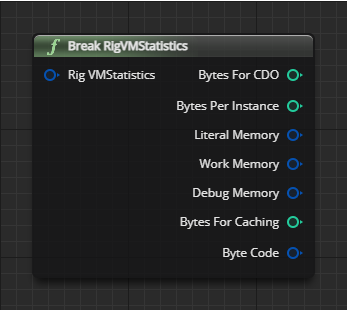 f Break RigVMStatistics
Rig VMStatistics Bytes For CDO
Bytes Per Instance
Literal Memory
Work Memory
Debug Memory
Bytes For Caching
Byte Code